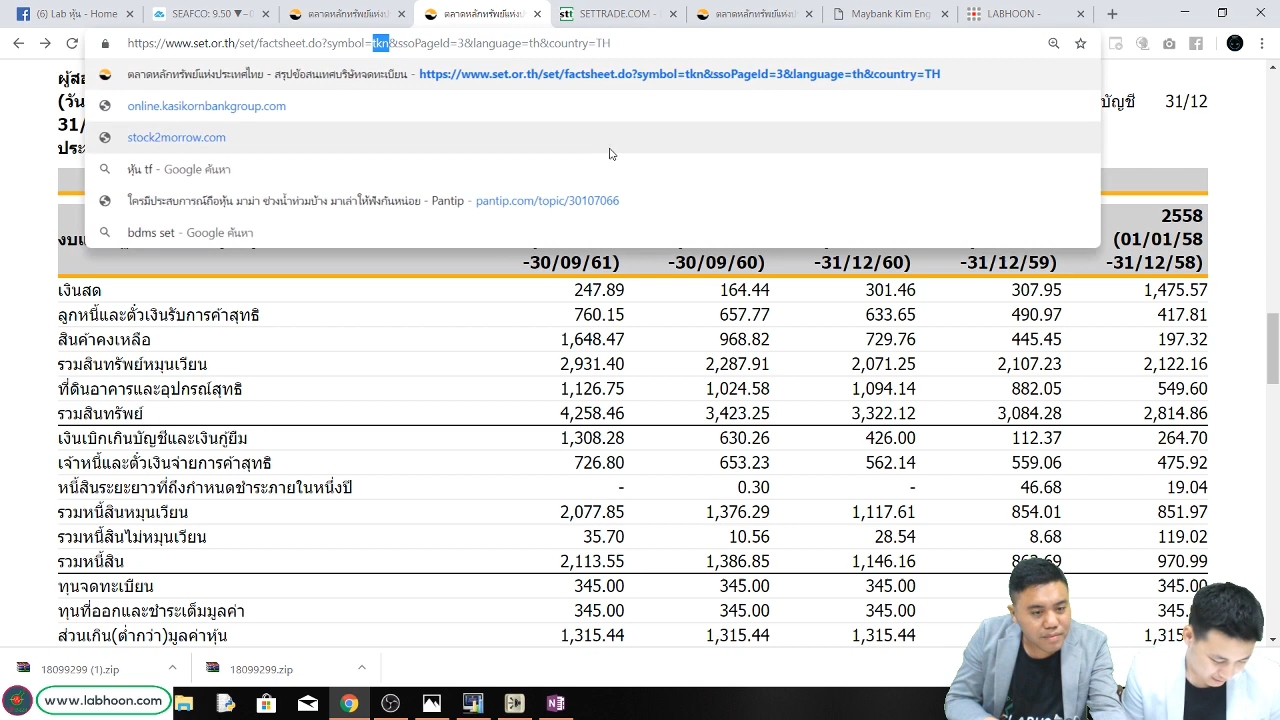 (6) Lab หุ้น - Home
SEAFCO: 9.50 ▼
ตลาดหลักทรัพย์แห่งป
ตลาดหลักทรัพย์แห่งป
SETTRADE.COM -
ตลาดหลักทรัพย์แห่งป
Maybank Kim Eng
LABHOON -
https://www.set.or.th/set/factsheet.do?symbol=tkn&ssoPageId=3&language=th&country=TH
ตลาดหลักทรัพย์แห่งประเทศไทย - สรุปข้อสนเทศบริษัทจดทะเบียน - https://www.set.or.th/set/factsheet.do?symbol=tkn&ssoPageId=3&language=th&country=TH
online.kasikornbankgroup.com
stock2morrow.com
หุ้น tf - Google ค้นหา
ใครมีประสบการณ์ถือหุ้น มาม่า ช่วงน้ำท่วมบ้าง มาเล่าให้ฟังกันหน่อย - Pantip - pantip.com/topic/30107066
bdms set - Google ค้นหา
ผู้สอ
(วัน
31/
ประ
บัญชี 31/12
2558
(01/01/58
-30/09/61) -30/09/60) -31/12/60) -31/12/59) -31/12/58)
เงินสด 247.89 164.44 301.46 307.95 1,475.57
ลูกหนี้และตั๋วเงินรับการค้าสุทธิ 760.15 657.77 633.65 490.97 417.81
สินค้าคงเหลือ 1,648.47 968.82 729.76 445.45 197.32
รวมสินทรัพย์หมุนเวียน 2,931.40 2,287.91 2,071.25 2,107.23 2,122.16
ที่ดินอาคารและอุปกรณ์สุทธิ 1,126.75 1,024.58 1,094.14 882.05 549.60
รวมสินทรัพย์ 4,258.46 3,423.25 3,322.12 3,084.28 2,814.86
เงินเบิกเกินบัญชีและเงินกู้ยืม 1,308.28 630.26 426.00 112.37 264.70
เจ้าหนี้และตั๋วเงินจ่ายการค้าสุทธิ 726.80 653.23 562.14 559.06 475.92
หนี้สินระยะยาวที่ถึงกำหนดชำระภายในหนึ่งปี - 0.30 - 46.68 19.04
รวมหนี้สินหมุนเวียน 2,077.85 1,376.29 1,117.61 854.01 851.97
รวมหนี้สินไม่หมุนเวียน 35.70 10.56 28.54 8.68 119.02
รวมหนี้สิน 2,113.55 1,386.85 1,146.16 970.99
ทุนจดทะเบียน 345.00 345.00 345.00 345.00
ทุนที่ออกและชำระเต็มมูลค่า 345.00 345.00 345.00 345.
ส่วนเกิน(ต่ำกว่า)มูลค่าหุ้น 1,315.44 1,315.44 1,315.44 1,315
18099299 (1).zip
18099299.zip
www.labhoon.com